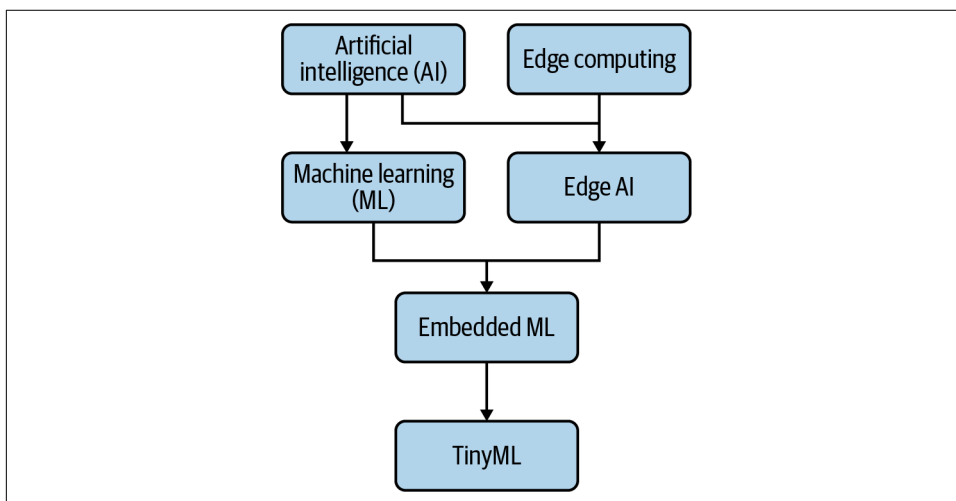 Artificial
intelligence (AI)
Edge computing
Machine learning
(ML)
Edge AI
Embedded ML
TinyML